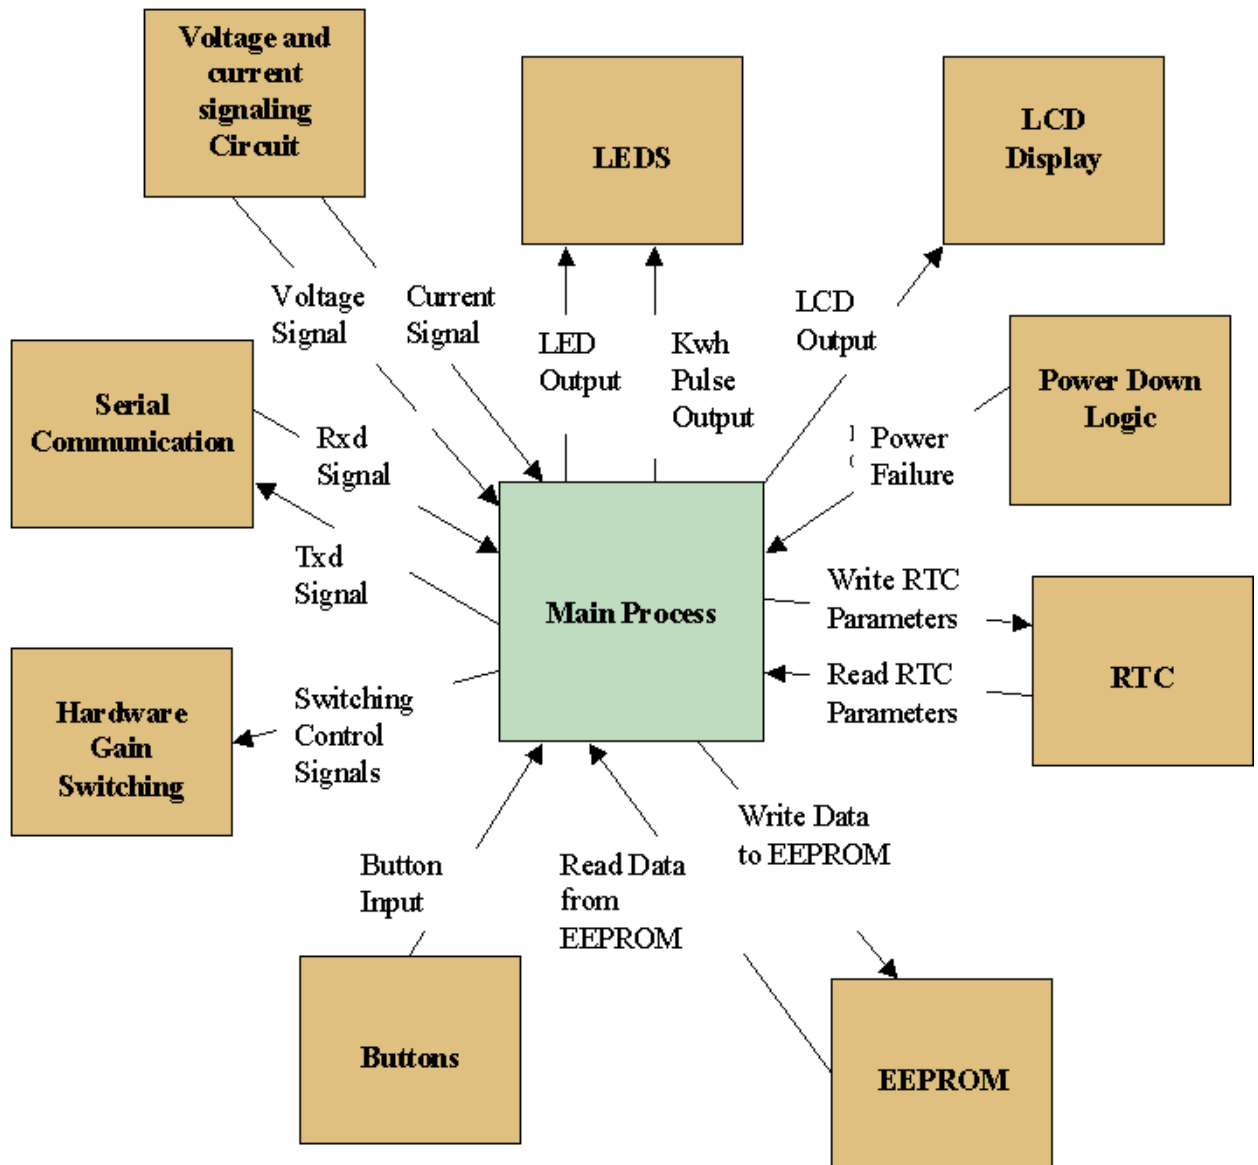 Voltage and
current
signaling
Circuit
LEDS
LCD
Display
Voltage
Signal
Current
Signal
LED
Output
Kwh
Pulse
Output
LCD
Output
Power Down
Logic
Serial
Communication
Rxd
Signal
Power
Failure
Txd
Signal
Main Process
Write RTC
Parameters
Read RTC
Parameters
RTC
Hardware
Gain
Switching
Switching
Control
Signals
Button
Input
Read Data
from
EEPROM
Write Data
to EEPROM
Buttons
EEPROM